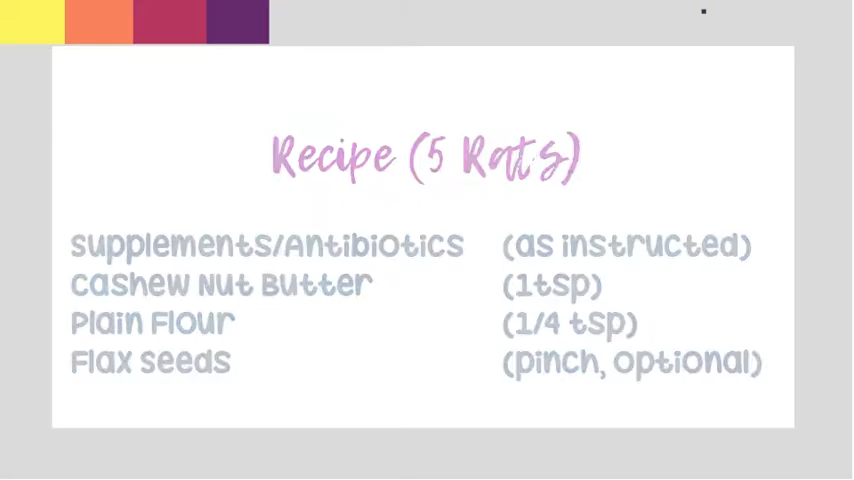 Recipe (5 Rats)
Supplements/Antibiotics (as instructed)
Cashew Nut Butter (1tsp)
Plain Flour (1/4 tsp)
Flax seeds (pinch, optional)